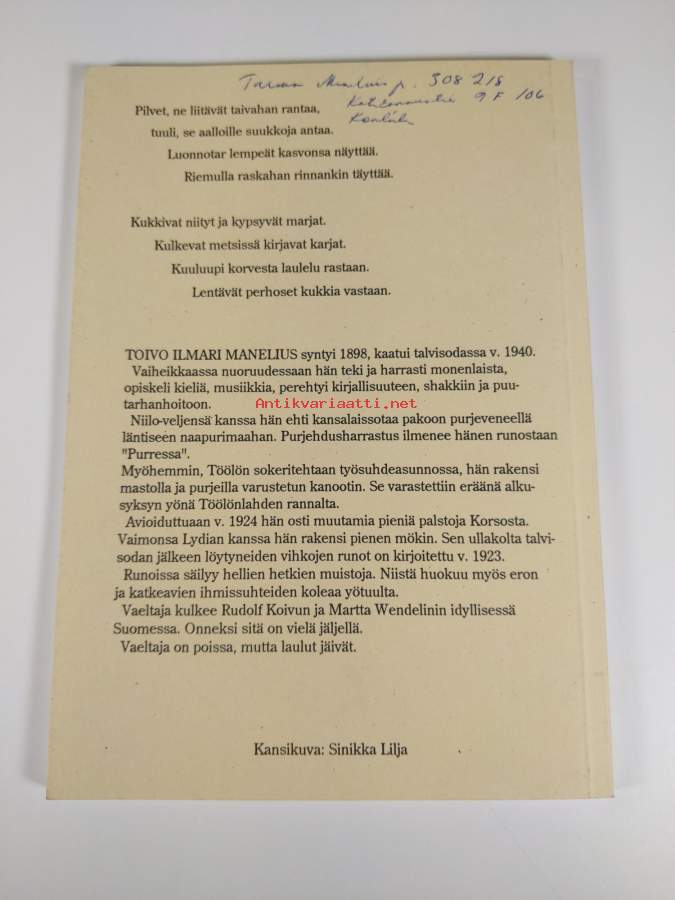 308 218
9 F /06
Pilvet, ne liitävät taivahan rantaa,
tuuli, se aalloille suukkoja antaa.
Luonnotar lempeät kasvonsa näyttää.
Riemulla raskahan rinnankin täyttää.
Kukkivat niityt ja kypsyvät marjat.
Kulkevat metsissä kirjavat karjat.
Kuuluupi korvesta laulelu rastaan.
Lentävät perhoset kukkia vastaan.
TOIVO ILMARI MANELIUS syntyi 1898, kaatui talvisodassa v. 1940.
Vaiheikkaassa nuoruudessaan hän teki ja harrasti monenlaista,
opiskeli kieliä, musiikkia, perehtyi kirjallisuuteen, shakkiin ja puu-
tarhanhoitoon.
Antikvariaatti.net
Niilo-veljensä kanssa hän ehti kansalaissotaa pakoon purjeveneellä
läntiseen naapurimaahan. Purjehdusharrastus ilmenee hänen runostaan
"Purressa".
Myöhemmin, Töölön sokeritehtaan työsuhdeasunnossa, hän rakensi
mastolla ja purjeilla varustetun kanootin. Se varastettiin eräänä alku-
syksyn yönä Töölönlahden rannalta.
Avioiduttuaan v. 1924 hän osti muutamia pieniä palstoja Korsosta.
Vaimonsa Lydian kanssa hän rakensi pienen mökin. Sen ullakolta talvi-
sodan jälkeen löytyneiden vihkojen runot on kirjoitettu v. 1923.
Runoissa säilyy hellien hetkien muistoja. Niistä huokuu myös eron
ja katkeavien ihmissuhteiden koleaa yötuulta.
Vaeltaja kulkee Rudolf Koivun ja Martta Wendelinin idyllisessä
Suomessa. Onneksi sitä on vielä jäljellä.
Vaeltaja on poissa, mutta laulut jäivät.
Kansikuva: Sinikka Lilja